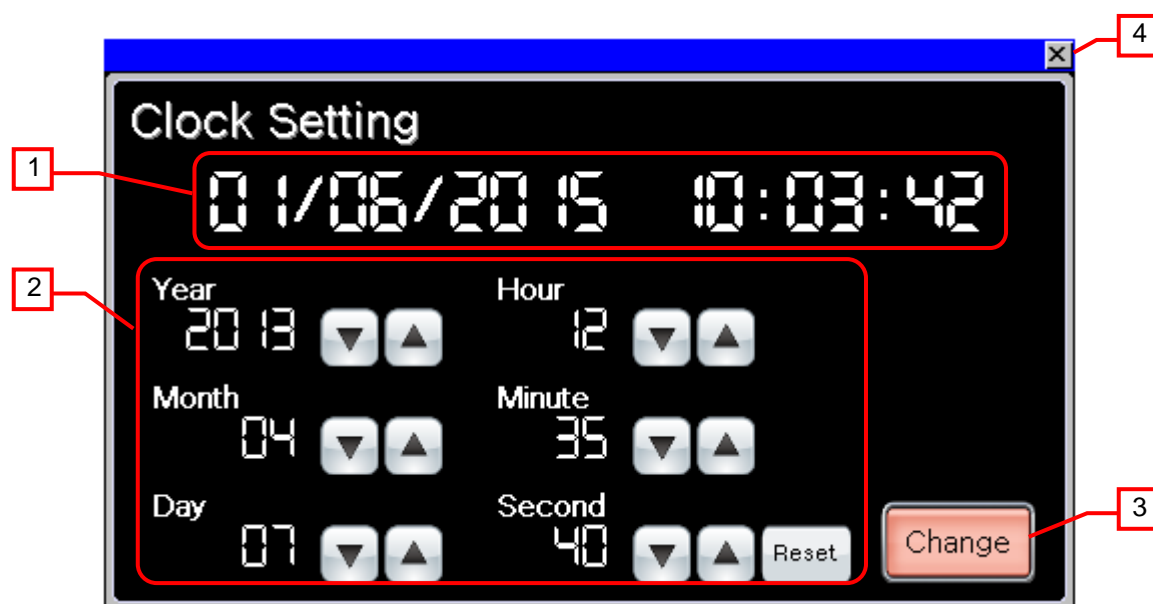 4
Clock Setting
1
01/06/2015 10:03:42
2
Year Hour
2013 12
Month Minute
04 35
Day Second
07 40 Reset
Change
3